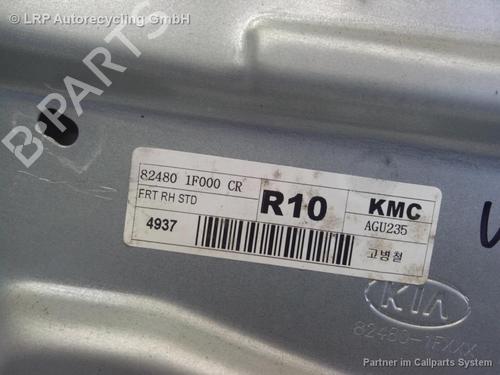 © LRP Autorecycling GmbH
B-PARTS
82480 1F000 CR
FRT RH STD
4937
R10
KMC
AGU235
고병철
KIA
82480-1FXXX
Partner im Callparts System